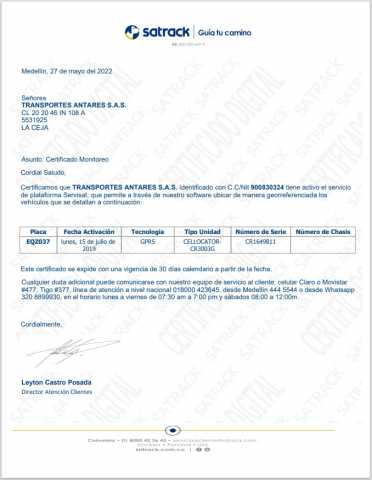 satrack | Guía tu camino
Medellín, 27 de mayo del 2022
Señores
TRANSPORTES ANTARES S.A.S.
CL 20 20 46 IN 108 A
5531925
LA CEJA
Asunto: Certificado Monitoreo
Cordial Saludo,
Certificamos que TRANSPORTES ANTARES S.A.S. Identificado con C.C/Nit 900930324 tiene activo el servicio
de plataforma Servisat, que permite a través de nuestro software ubicar de manera georreferenciada los
vehículos que se detallan a continuación:
Placa Fecha Activación Tecnología Tipo Unidad Número de Serie Número de Chasis
EQZ037 lunes, 15 de julio de GPRS CELLOCATOR- CR1649811
2019 CR3003G
Este certificado se expide con una vigencia de 30 días calendario a partir de la fecha.
Cualquier duda adicional puede comunicarse con nuestro equipo de servicio al cliente: celular Claro o Movistar
#477, Tigo #377, línea de atención a nivel nacional 018000 423645, desde Medellín 444 5544 o desde Whatsapp
320 8899930, en el horario lunes a viernes de 07:30 am a 7:00 pm y sábados 08:00 a 12:00m.
Cordialmente,
Leyton Castro Posada
Director Atención Clientes
satrack.com.co |
SATRACK
CERTIFICADO DIGITAL